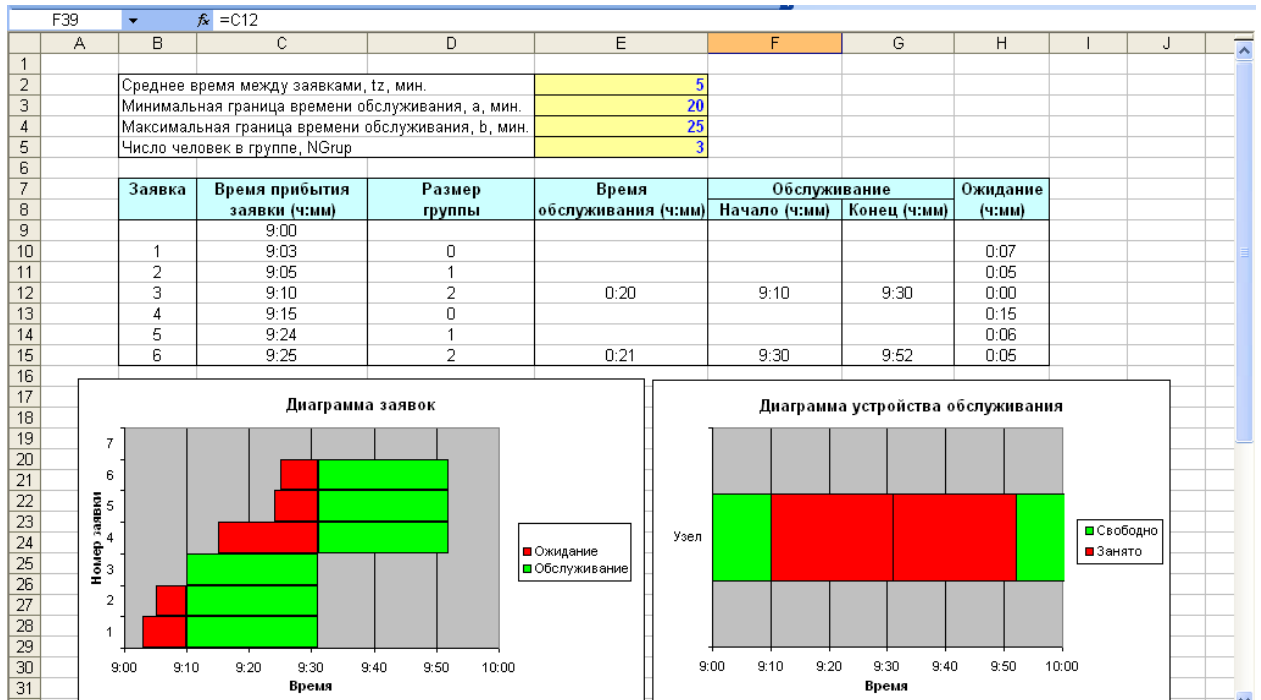 F39 fx =C12
A B C D E F G H I J
1
2 Среднее время между заявками, tz, мин. 5
3 Минимальная граница времени обслуживания, a, мин. 20
4 Максимальная граница времени обслуживания, b, мин. 25
5 Число человек в группе, NGrup 3
6
7 Заявка Время прибытия Размер Время Обслуживание Ожидание
8 заявки (ч:мм) группы обслуживания (ч:мм) Начало (ч:мм) Конец (ч:мм) (ч:мм)
9 9:00
10 1 9:03 0 0:07
11 2 9:05 1 0:05
12 3 9:10 2 0:20 9:10 9:30 0:00
13 4 9:15 0 0:15
14 5 9:24 1 0:06
15 6 9:25 2 0:21 9:30 9:52 0:05
16
17
18
19
20
21
22
23
24
25
26
27
28
29
30
31
Диаграмма заявок
Номер заявки
7
6
5
4
3
2
1
9:00 9:10 9:20 9:30 9:40 9:50 10:00
Время
Ожидание
Обслуживание
Диаграмма устройства обслуживания
Узел
9:00 9:10 9:20 9:30 9:40 9:50 10:00
Время
Свободно
Занято